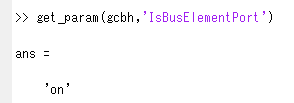 >> get_param(gcbh,'IsBusElementPort')
ans =
'on'